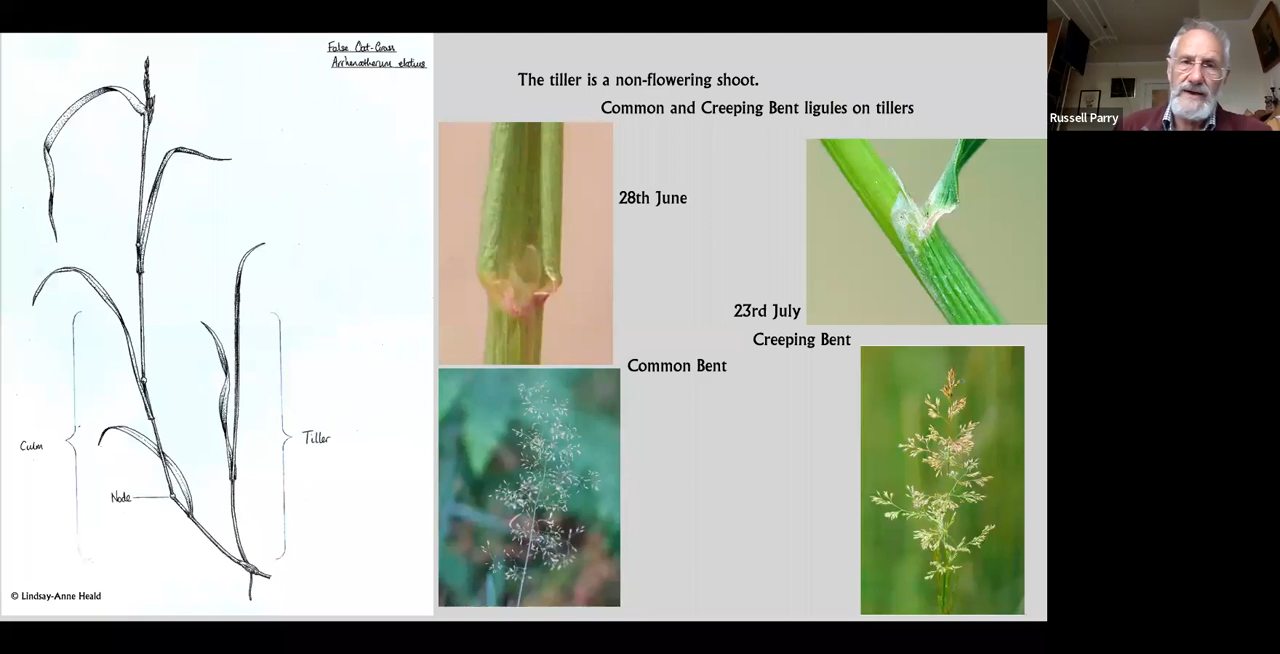 False Oat-Grass
Arrhenatherum elatius
Culm
Node
Tiller
© Lindsay-Anne Heald
The tiller is a non-flowering shoot.
Common and Creeping Bent ligules on tillers
28th June
23rd July
Creeping Bent
Common Bent
Russell Parry